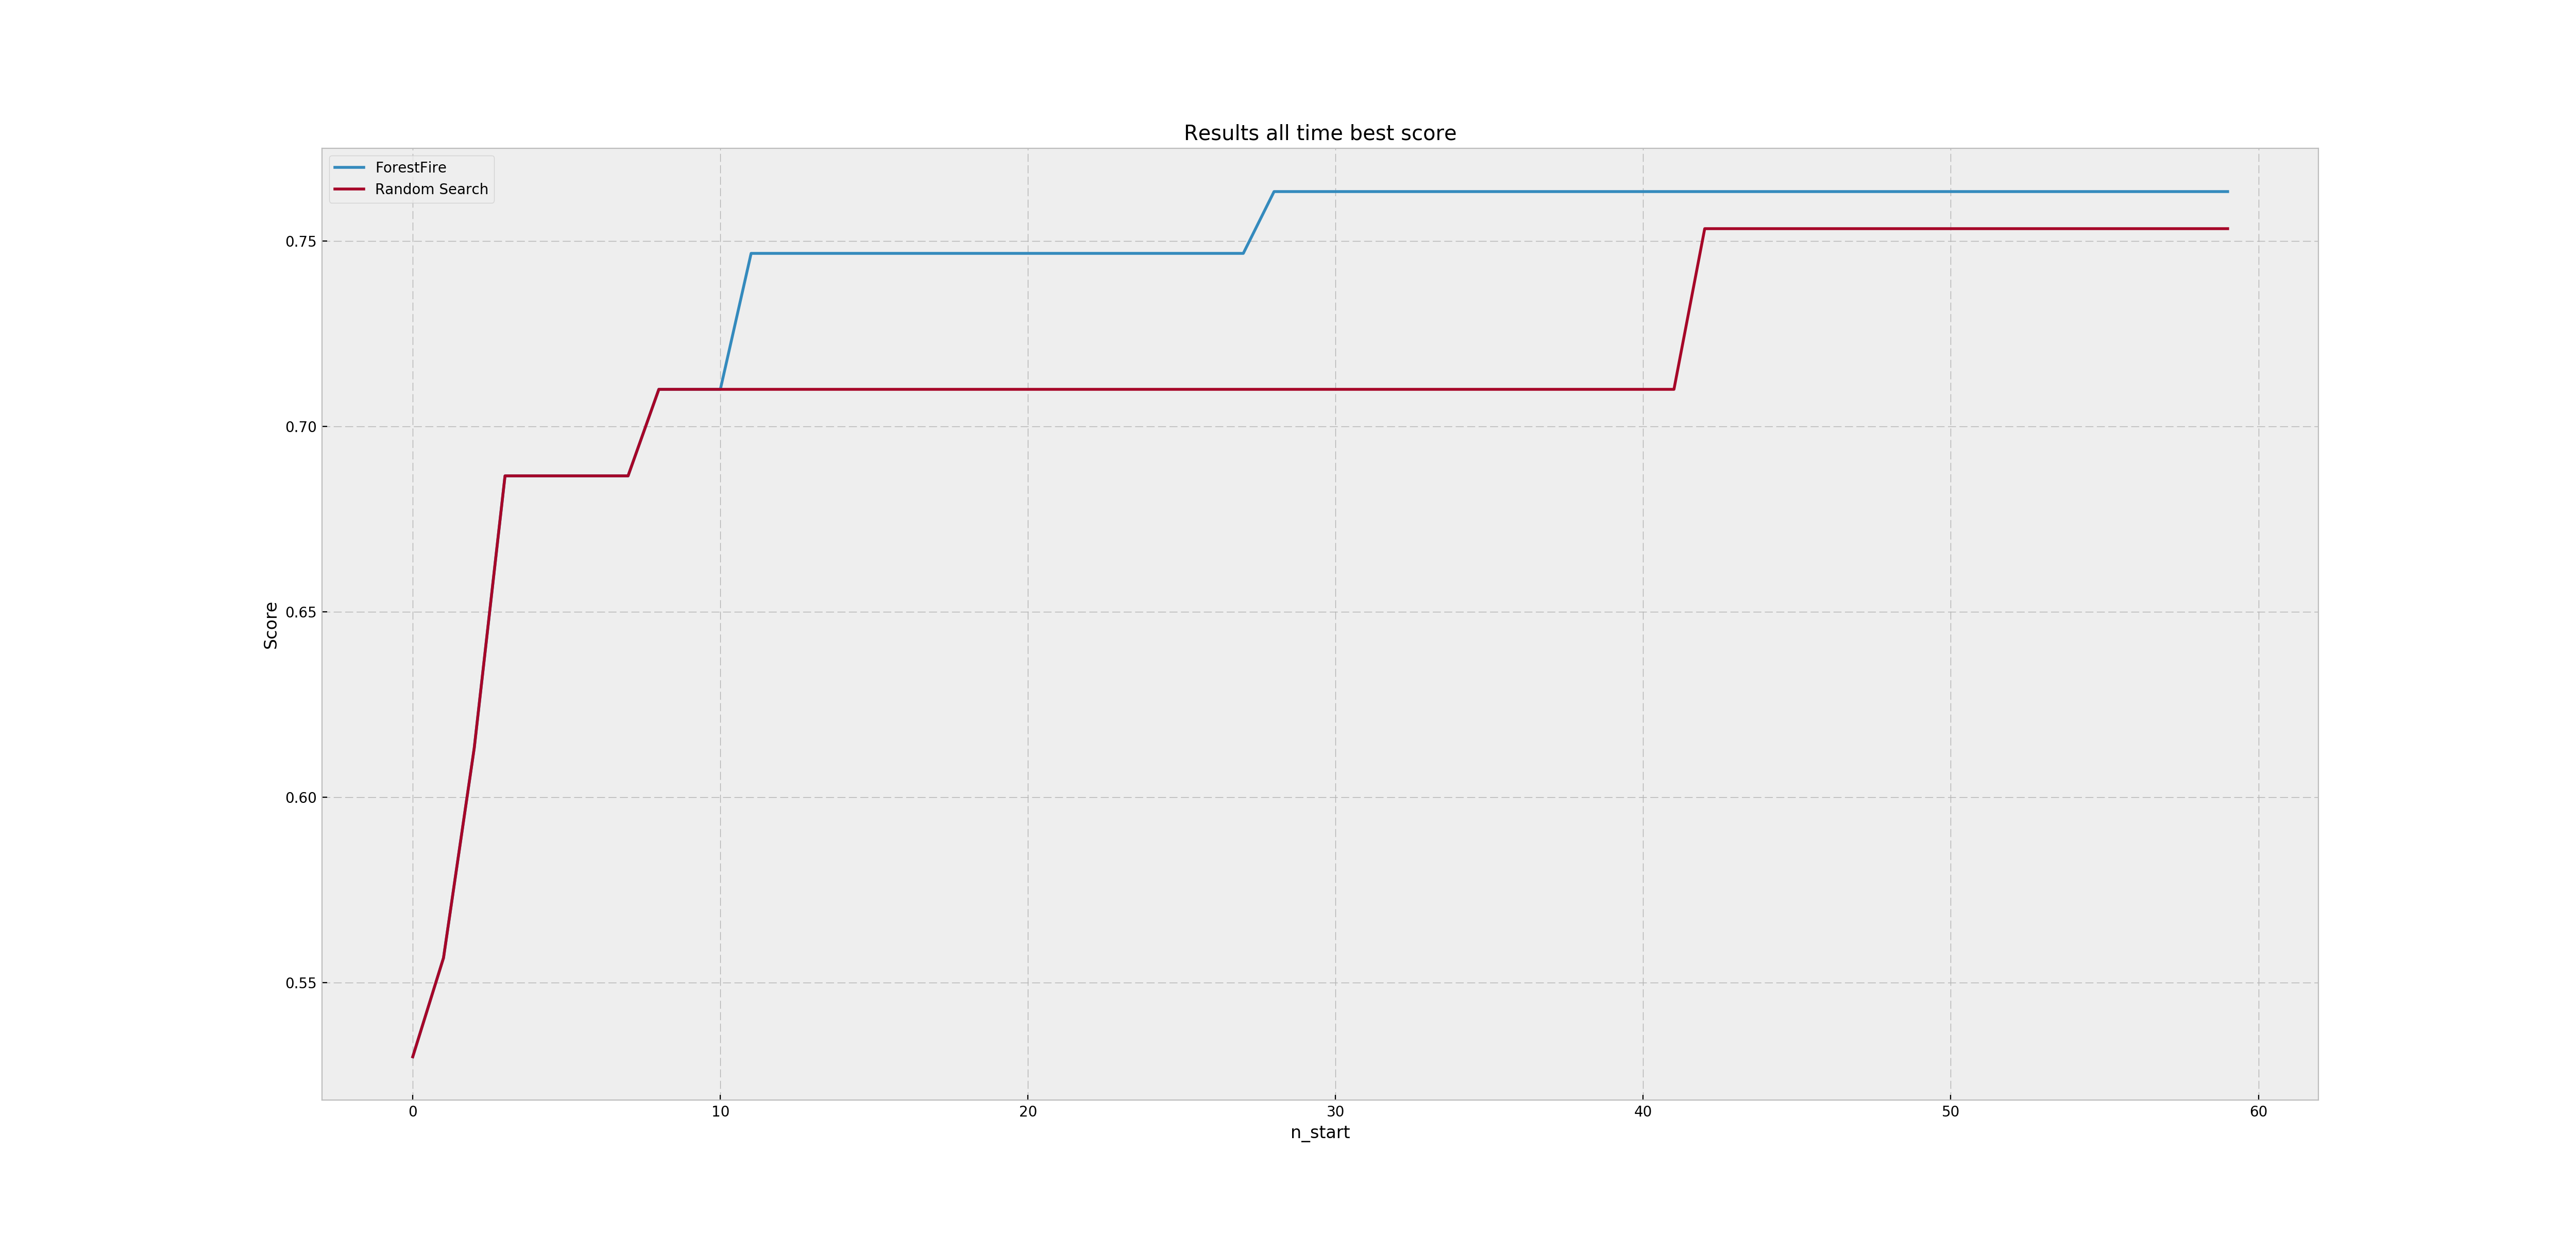 Results all time best score
ForestFire
Random Search
0.75
0.70
0.65
0.60
0.55
Score
0 10 20 30 40 50 60
n_start